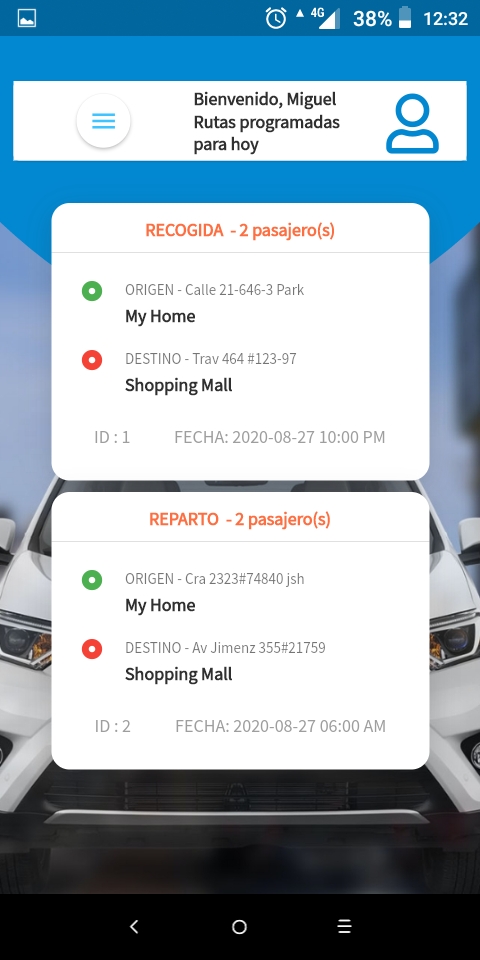 4G 38% 12:32
Bienvenido, Miguel
Rutas programadas
para hoy
RECOGIDA - 2 pasajero(s)
ORIGEN - Calle 21-646-3 Park
My Home
DESTINO - Trav 464 #123-97
Shopping Mall
ID : 1 FECHA: 2020-08-27 10:00 PM
REPARTO - 2 pasajero(s)
ORIGEN - Cra 2323#74840 jsh
My Home
DESTINO - Av Jimenz 355#21759
Shopping Mall
ID : 2 FECHA: 2020-08-27 06:00 AM